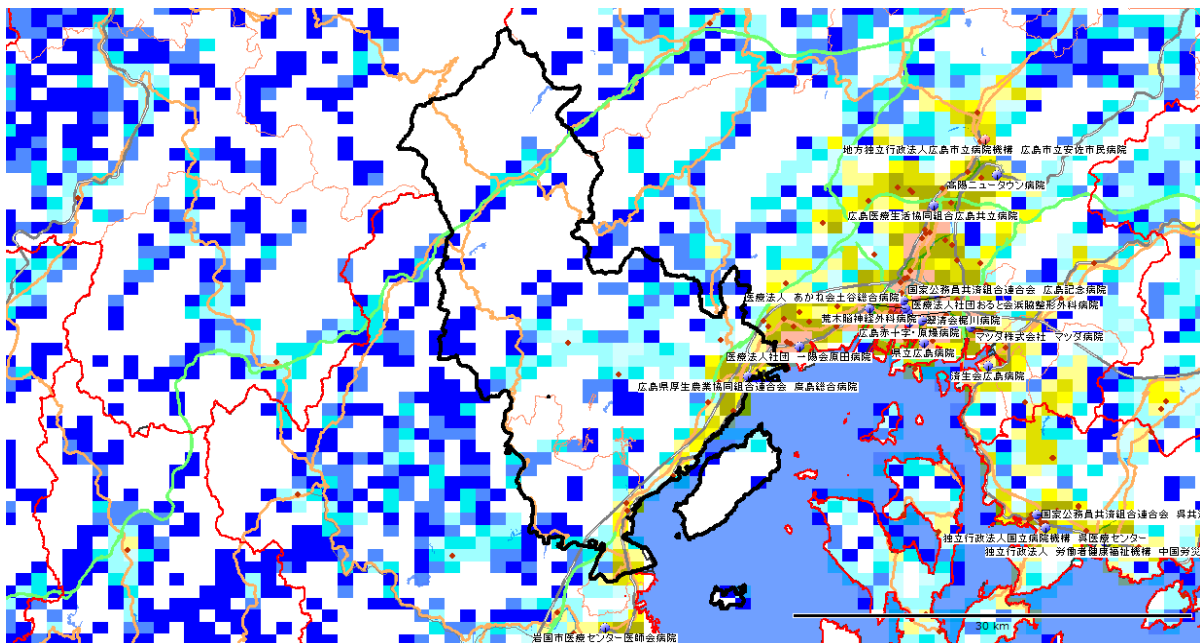 地方独立行政法人広島市立病院機構 広島市立安佐市民病院
高陽ニュータウン病院
広島医療生活協同組合広島共立病院
国家公務員共済組合連合会 広島記念病院
医療法人 あかね会土谷総合病院
医療法人社団おると会浜脇整形外科病院
荒木脳神経外科病院
翠清会梶川病院
広島赤十字・原爆病院
マツダ株式会社 マツダ病院
県立広島病院
医療法人社団 一陽会原田病院
済生会広島病院
広島県厚生農業協同組合連合会 廣島総合病院
国家公務員共済組合連合会 呉共済
独立行政法人国立病院機構 呉医療センター
独立行政法人 労働者健康福祉機構 中国労災
30 km
岩国市医療センター医師会病院